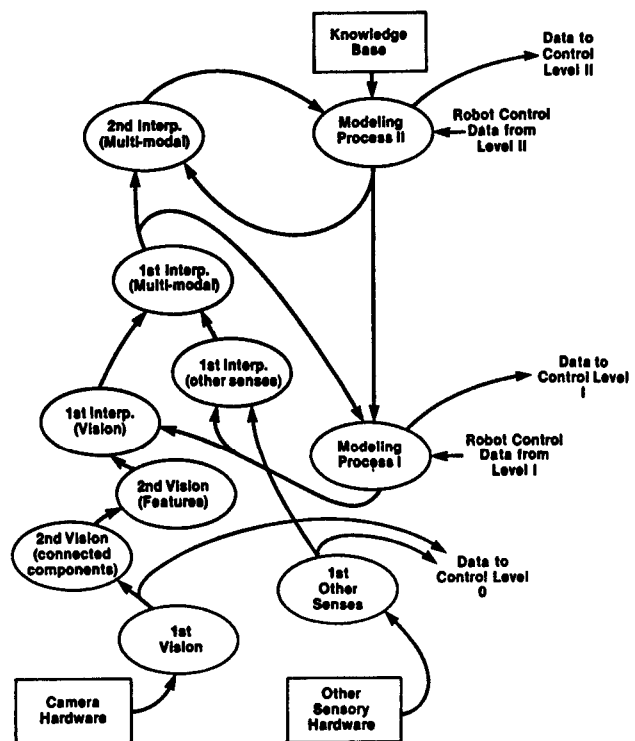 Knowledge
Base
Data to
Control
Level II
2nd Interp.
(Multi-modal)
Modeling
Process II
Robot Control
Data from
Level II
1st Interp.
(Multi-modal)
1st Interp.
(other senses)
Data to
Control Level
I
1st Interp.
(Vision)
Modeling
Process I
Robot Control
Data from
Level I
2nd Vision
(Features)
2nd Vision
(connected
components)
Data to
Control Level
0
1st
Other
Senses
1st
Vision
Camera
Hardware
Other
Sensory
Hardware